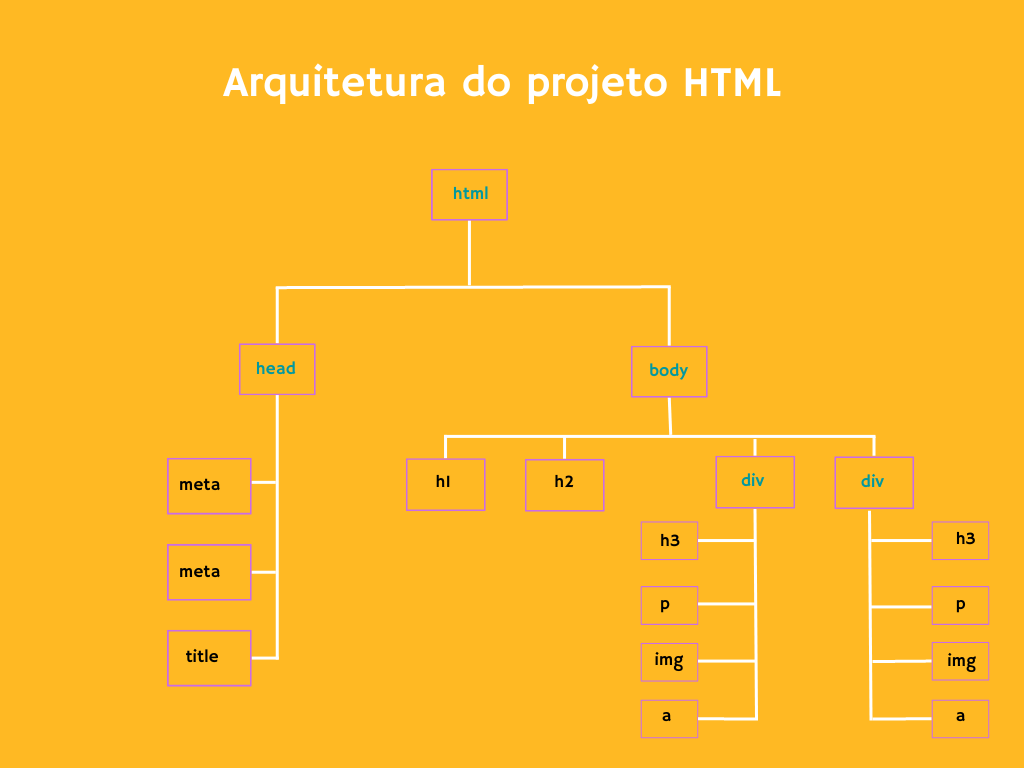 Arquitetura do projeto HTML
html
head
body
meta
meta
title
h1
h2
div
div
h3
p
img
a
h3
p
img
a